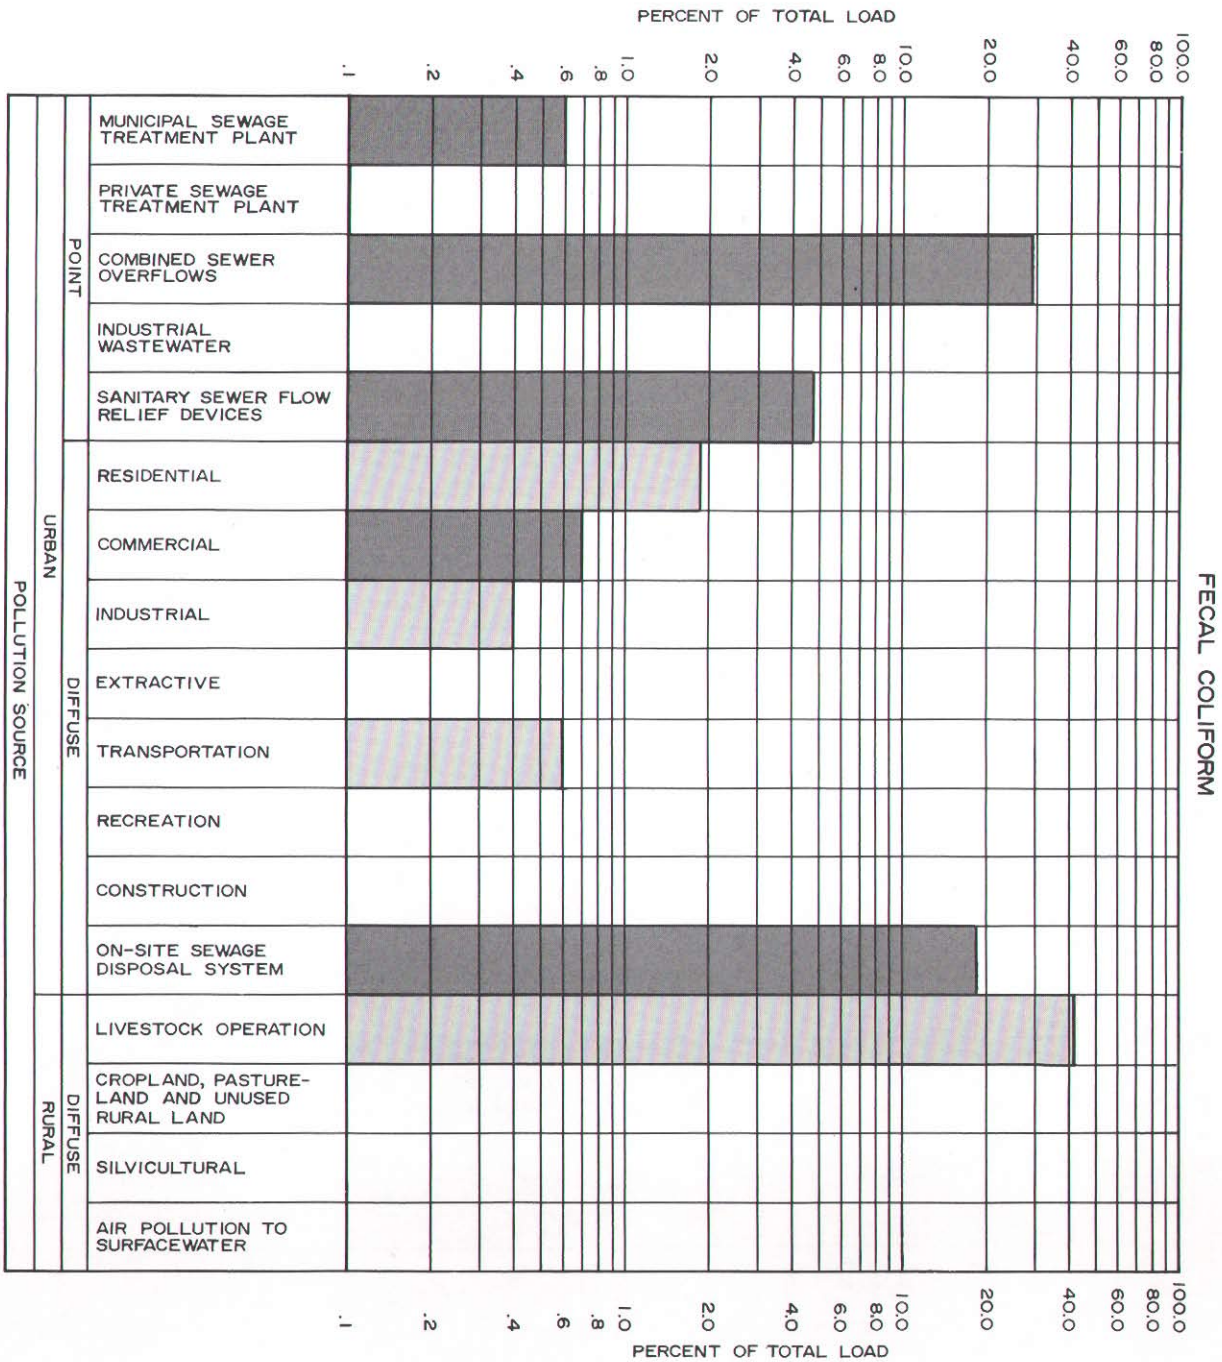 PERCENT OF TOTAL LOAD
.1 .2 .4 .6 .8 1.0 2.0 4.0 6.0 8.0 10.0 20.0 40.0 60.0 80.0 100.0
FECAL COLIFORM
MUNICIPAL SEWAGE
TREATMENT PLANT
PRIVATE SEWAGE
TREATMENT PLANT
COMBINED SEWER
OVERFLOWS
INDUSTRIAL
WASTEWATER
SANITARY SEWER FLOW
RELIEF DEVICES
POINT
RESIDENTIAL
COMMERCIAL
INDUSTRIAL
EXTRACTIVE
TRANSPORTATION
RECREATION
CONSTRUCTION
ON-SITE SEWAGE
DISPOSAL SYSTEM
DIFFUSE
URBAN
LIVESTOCK OPERATION
CROPLAND, PASTURE-
LAND AND UNUSED
RURAL LAND
SILVICULTURAL
AIR POLLUTION TO
SURFACEWATER
DIFFUSE
RURAL
POLLUTION SOURCE
.1 .2 .4 .6 .8 1.0 2.0 4.0 6.0 8.0 10.0 20.0 40.0 60.0 80.0 100.0
PERCENT OF TOTAL LOAD